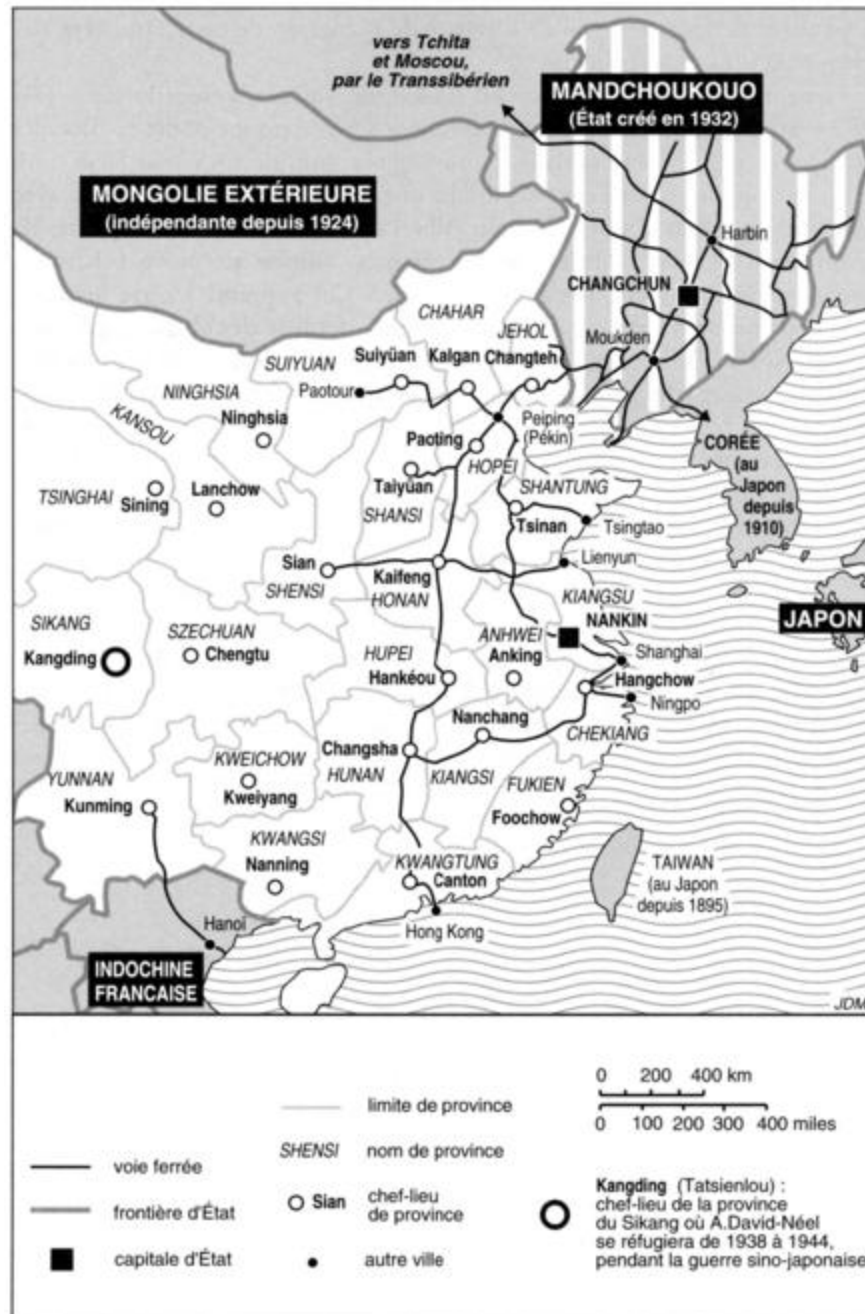 vers Tchita
et Moscou,
par le Transsibérien
MANDCHOUKOUO
(État créé en 1932)
MONGOLIE EXTÉRIEURE
(indépendante depuis 1924)
Harbin
CHANGCHUN
CHAHAR
JEHOL
Moukden
SUIYUAN
Suiyüan
Kalgan
Changteh
NINGHSIA
Paotour
KANSOU
Ninghsia
Peiping
(Pékin)
Paoting
CORÉE
(au
Japon
depuis
1910)
HOPEI
TSINGHAI
Sining
Lanchow
Taiyüan
SHANTUNG
SHANSI
Tsinan
Tsingtao
Sian
Kaifeng
Lienyun
SHENSI
HONAN
KIANGSU
NANKIN
JAPON
SIKANG
SZECHUAN
ANHWEI
Kangding
Chengtu
HUPEI
Anking
Shanghai
Hankéou
Hangchow
Ningpo
Nanchang
CHEKIANG
Changsha
KWEICHOW
HUNAN
KIANGSI
YUNNAN
FUKIEN
Kunming
Kweiyang
Foochow
KWANGSI
Nanning
KWANGTUNG
Canton
TAIWAN
(au Japon
depuis 1895)
Hanoï
Hong Kong
INDOCHINE
FRANCAISE
JDM
0 200 400 km
0 100 200 300 400 miles
limite de province
SHENSI nom de province
voie ferrée
Sian chef-lieu
de province
frontière d'État
capitale d'État
autre ville
Kangding (Tatsienlou) :
chef-lieu de la province
du Sikang où A.David-Néel
se réfugiera de 1938 à 1944,
pendant la guerre sino-japonaise